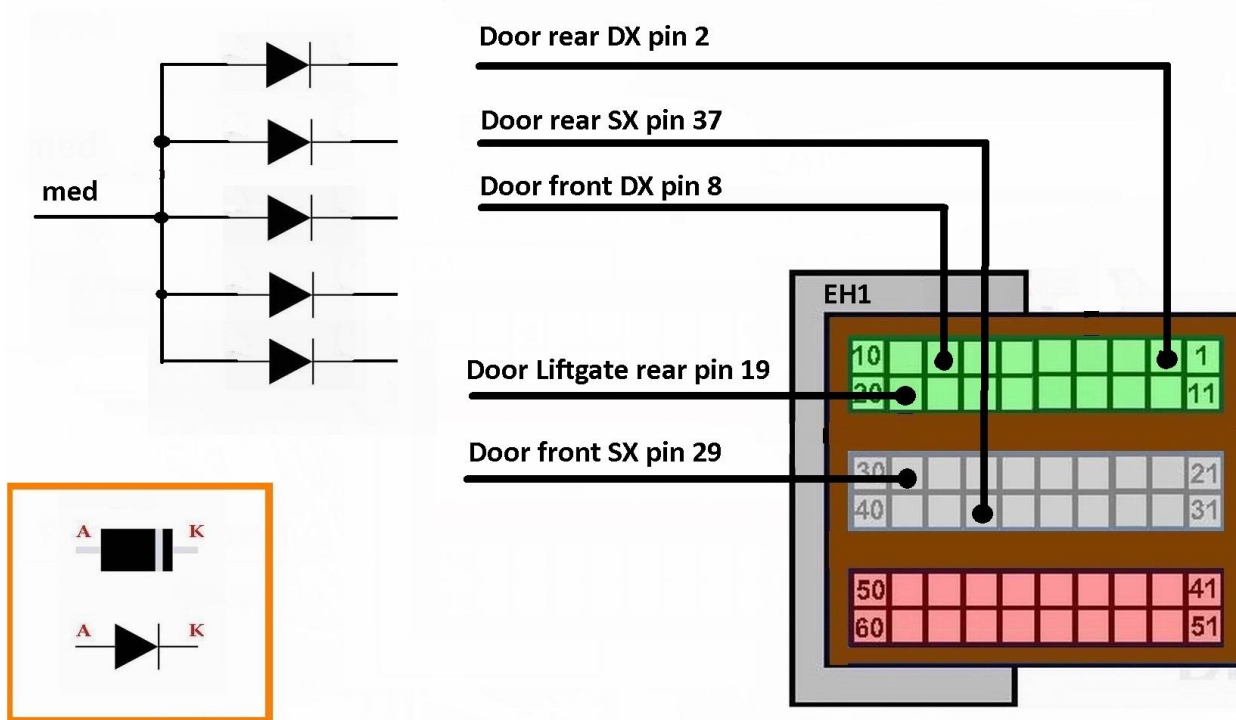 Door rear DX pin 2
Door rear SX pin 37
med
Door front DX pin 8
EH1
10 1
Door Liftgate rear pin 19
20 11
Door front SX pin 29
30 21
40 31
A K
50 41
60 51
A K